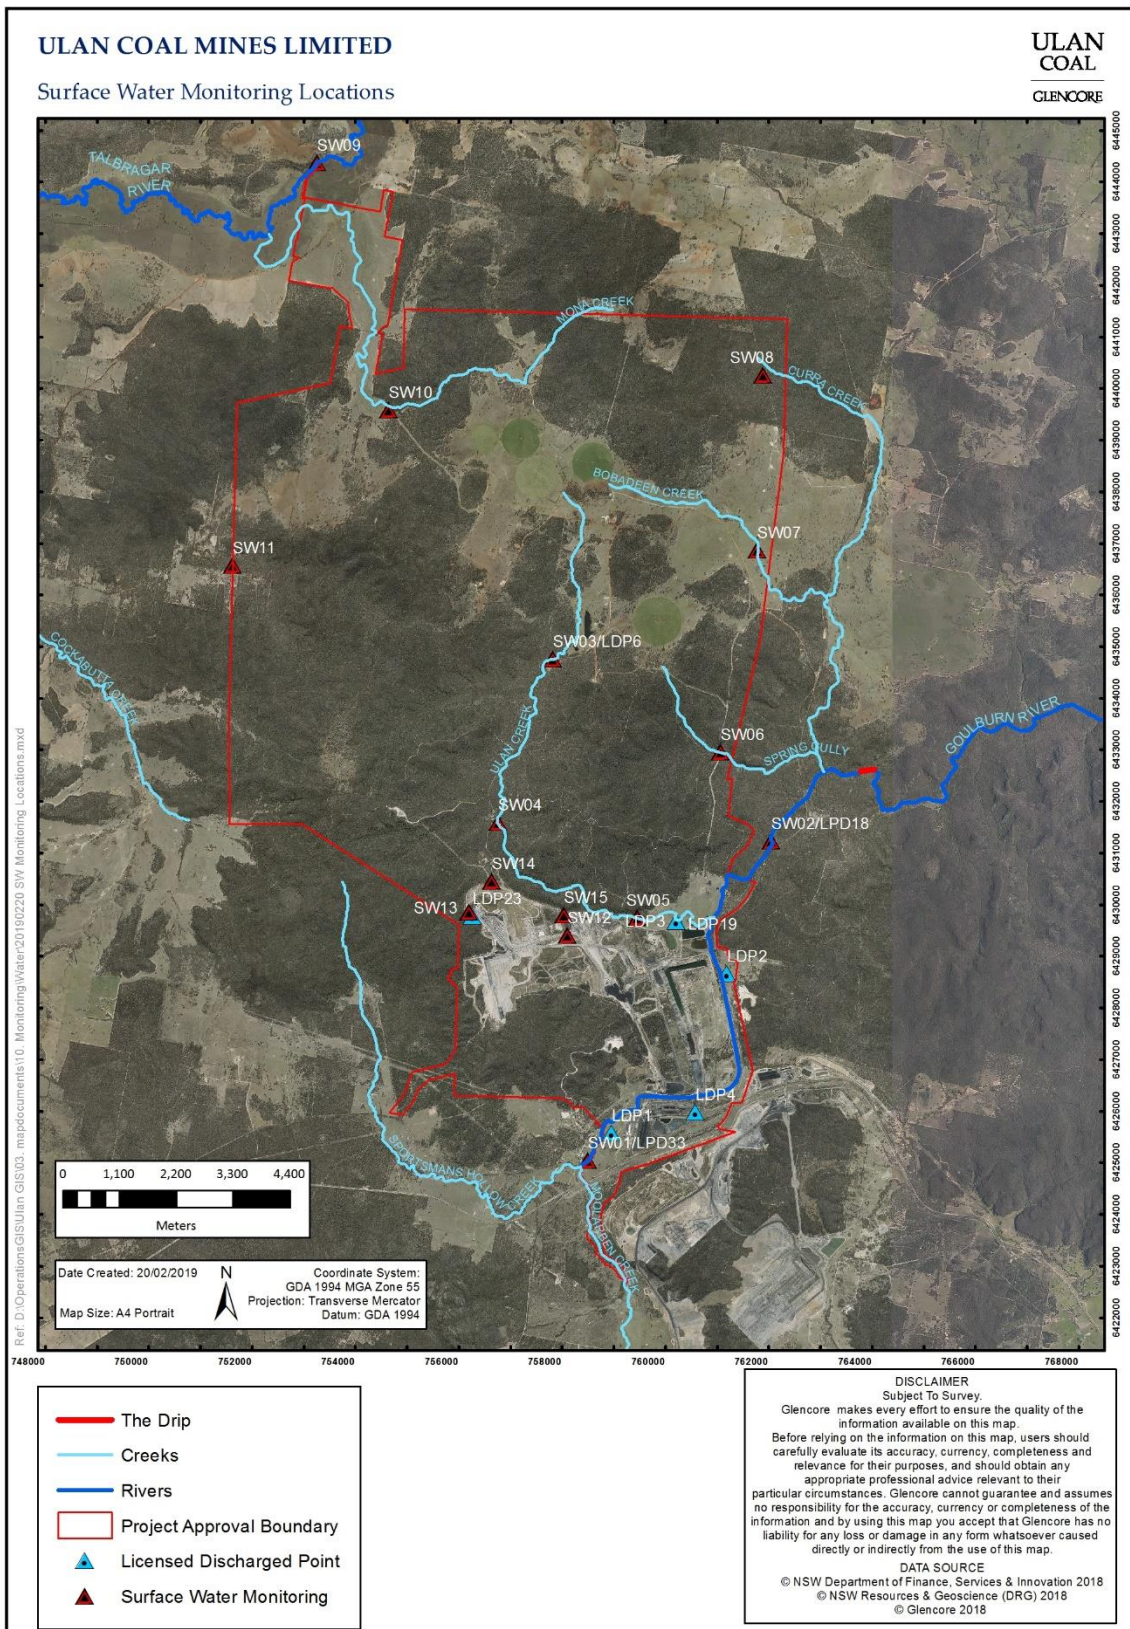 ULAN COAL MINES LIMITED
Surface Water Monitoring Locations
ULAN
COAL
GLENCORE
SW09
TALBRAGAR
RIVER
MONA CREEK
SW08
CURRA CREEK
SW10
BOBADEEN CREEK
SW07
SW11
SW03/LDP6
COCKABUTTA CREEK
ULAN CREEK
GOULBURN RIVER
SW06
SPRING GULLY
SW04
SW02/LPD18
SW14
SW13
LDP23
SW15
SW05
SW12
LDP3
LDP19
LDP2
LDP4
LDP1
SW01/LPD33
SPORTSMANS HOLLOW CREEK
MOOLARBEN CREEK
6445000
6444000
6443000
6442000
6441000
6440000
6439000
6438000
6437000
6436000
6435000
6434000
6433000
6432000
6431000
6430000
6429000
6428000
6427000
6426000
6425000
6424000
6423000
6422000
0 1,100 2,200 3,300 4,400
Meters
Date Created: 20/02/2019
Map Size: A4 Portrait
N
Coordinate System:
GDA 1994 MGA Zone 55
Projection: Transverse Mercator
Datum: GDA 1994
748000 750000 752000 754000 756000 758000 760000 762000 764000 766000 768000
Ref: D:\OperationsGIS\Ulan GIS\03. mapdocuments\10. Monitoring\Water\20190220 SW Monitoring Locations.mxd
The Drip
Creeks
Rivers
Project Approval Boundary
Licensed Discharged Point
Surface Water Monitoring
DISCLAIMER
Subject To Survey.
Glencore makes every effort to ensure the quality of the
information available on this map.
Before relying on the information on this map, users should
carefully evaluate its accuracy, currency, completeness and
relevance for their purposes, and should obtain any
appropriate professional advice relevant to their
particular circumstances. Glencore cannot guarantee and assumes
no responsibility for the accuracy, currency or completeness of the
information and by using this map you accept that Glencore has no
liability for any loss or damage in any form whatsoever caused
directly or indirectly from the use of this map.
DATA SOURCE
© NSW Department of Finance, Services & Innovation 2018
© NSW Resources & Geoscience (DRG) 2018
© Glencore 2018